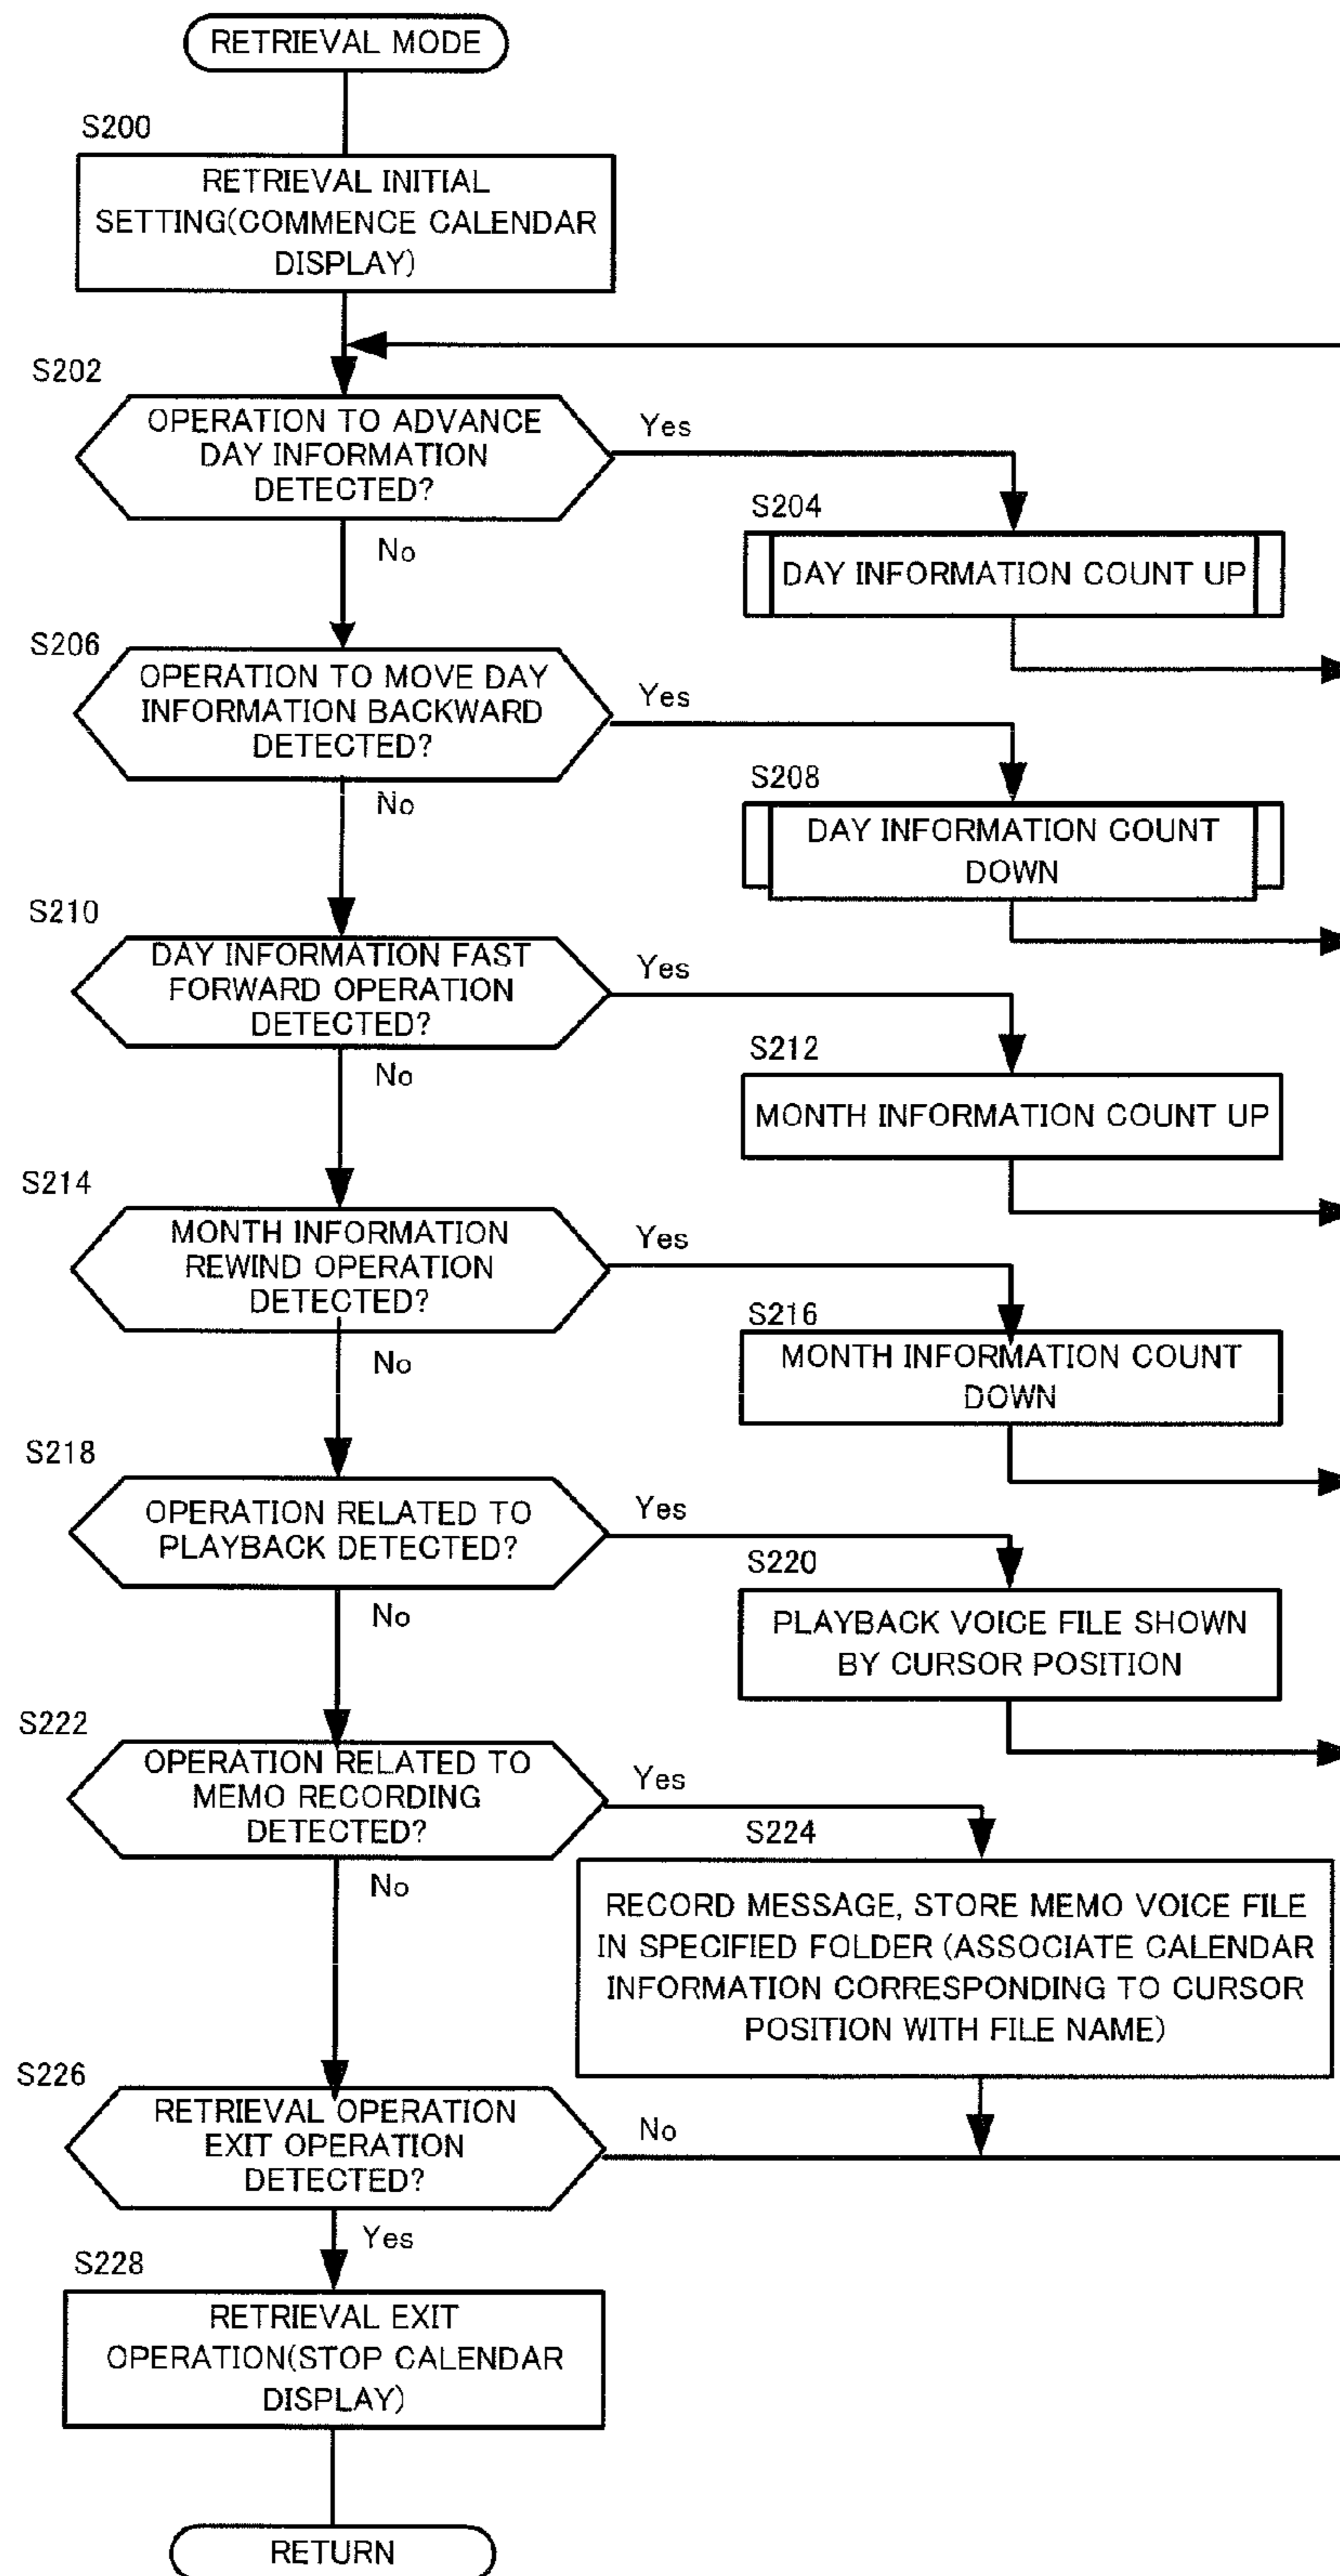 RETRIEVAL MODE
S200
RETRIEVAL INITIAL
SETTING(COMMENCE CALENDAR
DISPLAY)
S202
OPERATION TO ADVANCE
DAY INFORMATION
DETECTED?
Yes
No
S204
DAY INFORMATION COUNT UP
S206
OPERATION TO MOVE DAY
INFORMATION BACKWARD
DETECTED?
Yes
No
S208
DAY INFORMATION COUNT
DOWN
S210
DAY INFORMATION FAST
FORWARD OPERATION
DETECTED?
Yes
No
S212
MONTH INFORMATION COUNT UP
S214
MONTH INFORMATION
REWIND OPERATION
DETECTED?
Yes
No
S216
MONTH INFORMATION COUNT
DOWN
S218
OPERATION RELATED TO
PLAYBACK DETECTED?
Yes
No
S220
PLAYBACK VOICE FILE SHOWN
BY CURSOR POSITION
S222
OPERATION RELATED TO
MEMO RECORDING
DETECTED?
Yes
No
S224
RECORD MESSAGE, STORE MEMO VOICE FILE
IN SPECIFIED FOLDER (ASSOCIATE CALENDAR
INFORMATION CORRESPONDING TO CURSOR
POSITION WITH FILE NAME)
S226
RETRIEVAL OPERATION
EXIT OPERATION
DETECTED?
No
Yes
S228
RETRIEVAL EXIT
OPERATION(STOP CALENDAR
DISPLAY)
RETURN